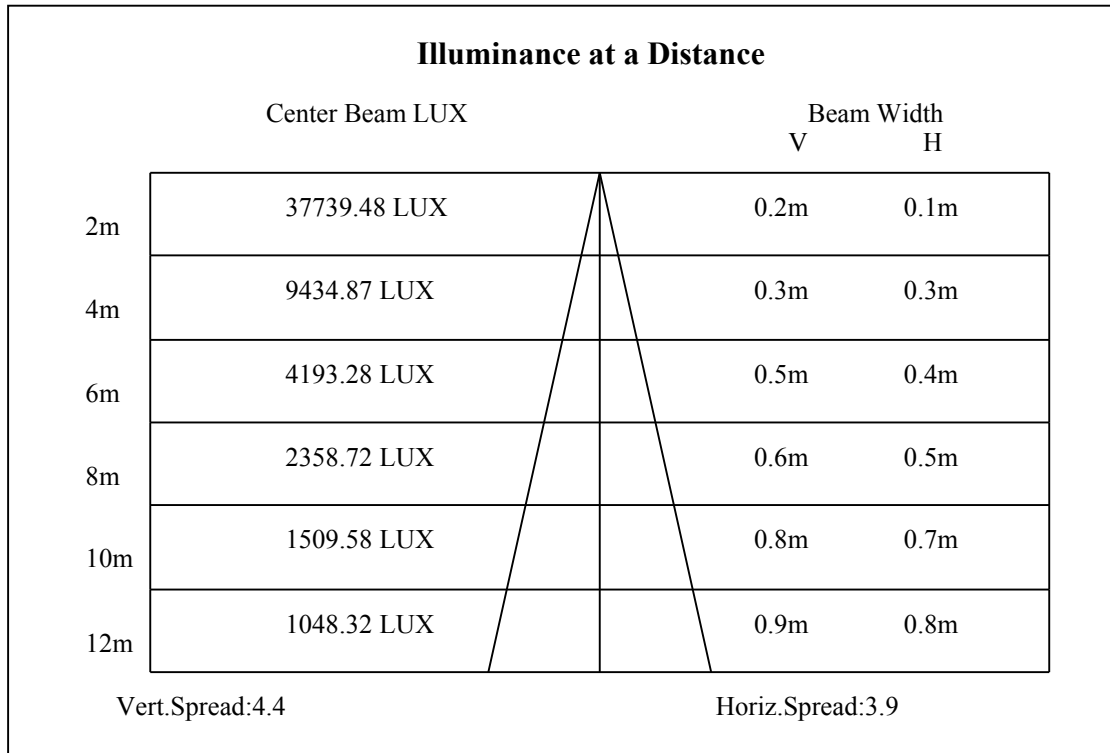 Illuminance at a Distance
Center Beam LUX Beam Width
V H
2m 37739.48 LUX 0.2m 0.1m
4m 9434.87 LUX 0.3m 0.3m
6m 4193.28 LUX 0.5m 0.4m
8m 2358.72 LUX 0.6m 0.5m
10m 1509.58 LUX 0.8m 0.7m
12m 1048.32 LUX 0.9m 0.8m
Vert.Spread:4.4 Horiz.Spread:3.9